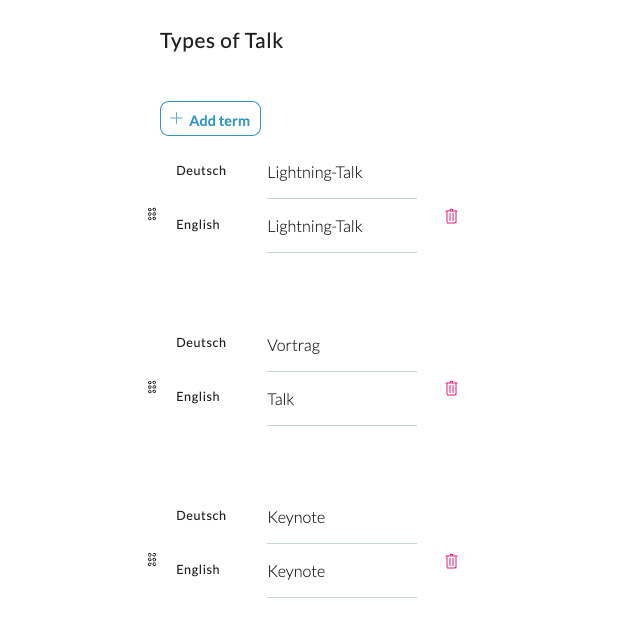 Types of Talk
Add term
Deutsch Lightning-Talk
English Lightning-Talk
Deutsch Vortrag
English Talk
Deutsch Keynote
English Keynote